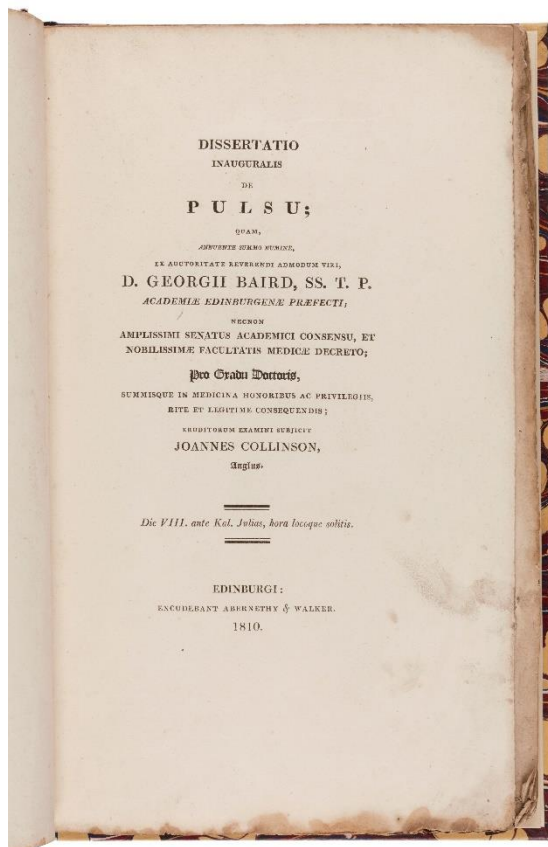 DISSERTATIO
INAUGURALIS
DE
PULSU;
QUAM,
ANNUENTE SUMMO NUMINE,
EX AUCTORITATE REVERENDI ADMODUM VIRI,
D. GEORGII BAIRD, SS. T. P.
ACADEMIÆ EDINBURGENÆ PRÆFECTI;
NECNON
AMPLISSIMI SENATUS ACADEMICI CONSENSU, ET
NOBILISSIMÆ FACULTATIS MEDICÆ DECRETO;
Pro Gradu Doctoris,
SUMMISQUE IN MEDICINA HONORIBUS AC PRIVILEGIIS,
RITE ET LEGITIME CONSEQUENDIS;
ERUDITORUM EXAMINI SUBJICIT
JOANNES COLLINSON,
Anglus.
Die VIII. ante Kal. Julias, hora locoque solitis.
EDINBURGI:
EXCUDEBANT ABERNETHY & WALKER.
1810.